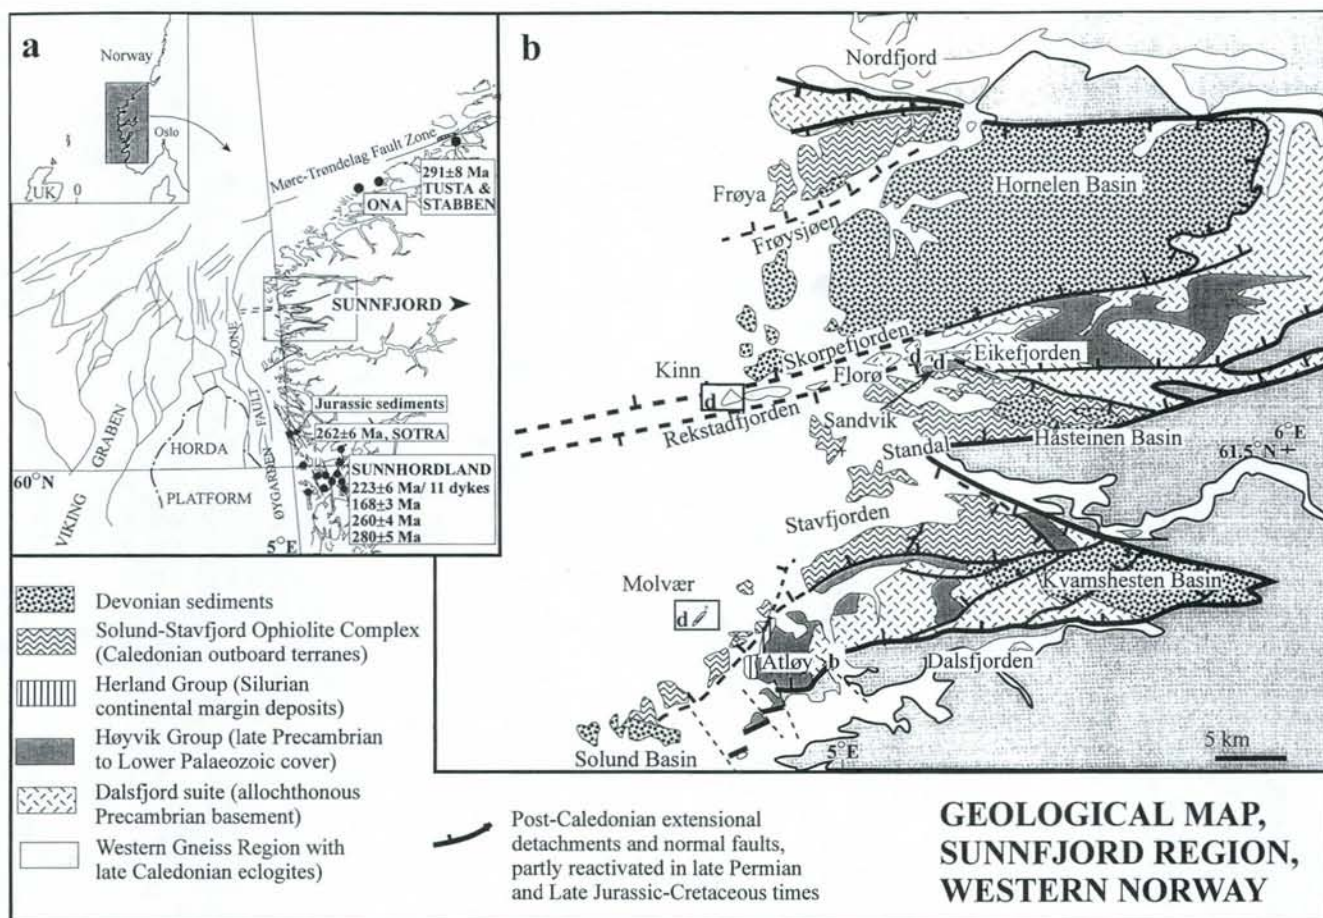 a
Norway
Oslo
UK
0
Møre-Trøndelag Fault Zone
291±8 Ma
TUSTA &
STABBEN
ONA
SUNNFJORD
ZONE
FAULT
ØYGARDEN
Jurassic sediments
262±6 Ma, SOTRA
HORDA
PLATFORM
GRABEN
VIKING
60°N
SUNNHORDLAND
223±6 Ma/ 11 dykes
168±3 Ma
260±4 Ma
280±5 Ma
5°E
b
Nordfjord
Hornelen Basin
Frøya
Frøysjøen
Skorpefjorden
Kinn
d
Florø
d
d
Eikefjorden
Rekstadfjorden
Sandvik
Håsteinen Basin
Standal
6°E
61.5°N
Stavfjorden
Kvamshesten Basin
Molvær
d
Atløy
b
Dalsfjorden
Solund Basin
5°E
5 km
Devonian sediments
Solund-Stavfjord Ophiolite Complex
(Caledonian outboard terranes)
Herland Group (Silurian
continental margin deposits)
Høyvik Group (late Precambrian
to Lower Palaeozoic cover)
Dalsfjord suite (allochthonous
Precambrian basement)
Western Gneiss Region with
late Caledonian eclogites)
Post-Caledonian extensional
detachments and normal faults,
partly reactivated in late Permian
and Late Jurassic-Cretaceous times
GEOLOGICAL MAP,
SUNNFJORD REGION,
WESTERN NORWAY